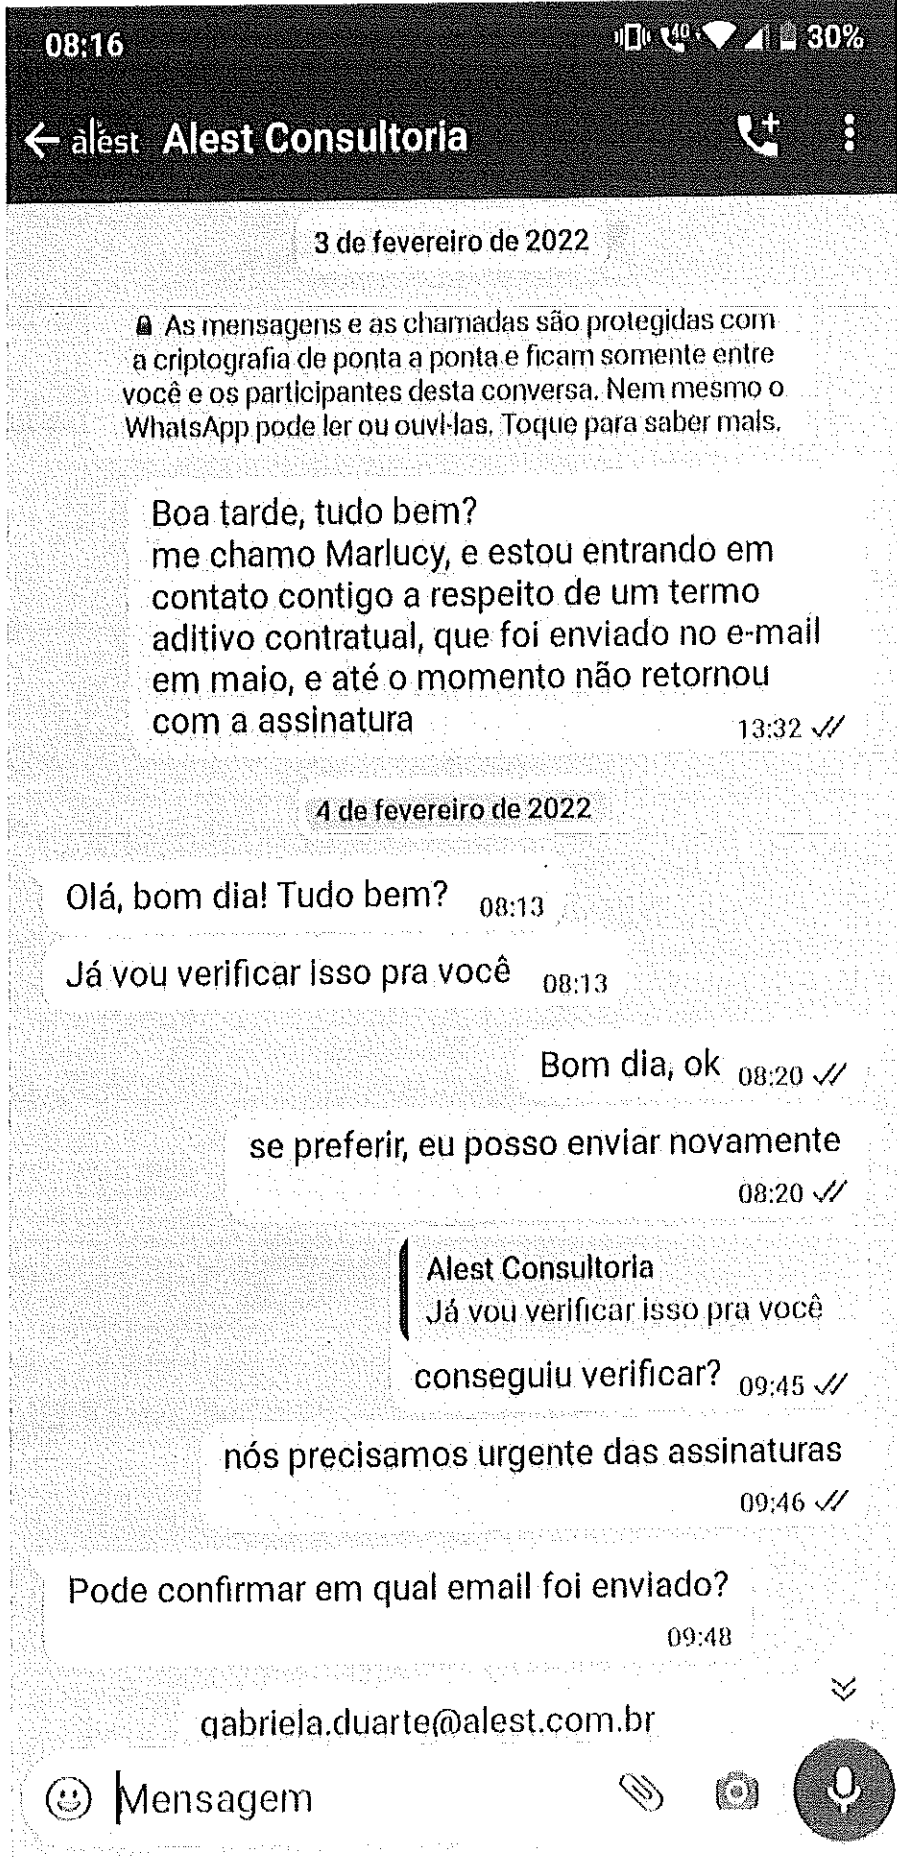 08:16
4G 30%
alest Alest Consultoria
3 de fevereiro de 2022
As mensagens e as chamadas são protegidas com
a criptografia de ponta a ponta e ficam somente entre
você e os participantes desta conversa. Nem mesmo o
WhatsApp pode ler ou ouvi-las. Toque para saber mais.
Boa tarde, tudo bem?
me chamo Marlucy, e estou entrando em
contato contigo a respeito de um termo
aditivo contratual, que foi enviado no e-mail
em maio, e até o momento não retornou
com a assinatura
13:32
4 de fevereiro de 2022
Olá, bom dia! Tudo bem? 08:13
Já vou verificar isso pra você 08:13
Bom dia, ok 08:20
se preferir, eu posso enviar novamente
08:20
Alest Consultoria
Já vou verificar isso pra você
conseguiu verificar? 09:45
nós precisamos urgente das assinaturas
09:46
Pode confirmar em qual email foi enviado?
09:48
gabriela.duarte@alest.com.br
Mensagem